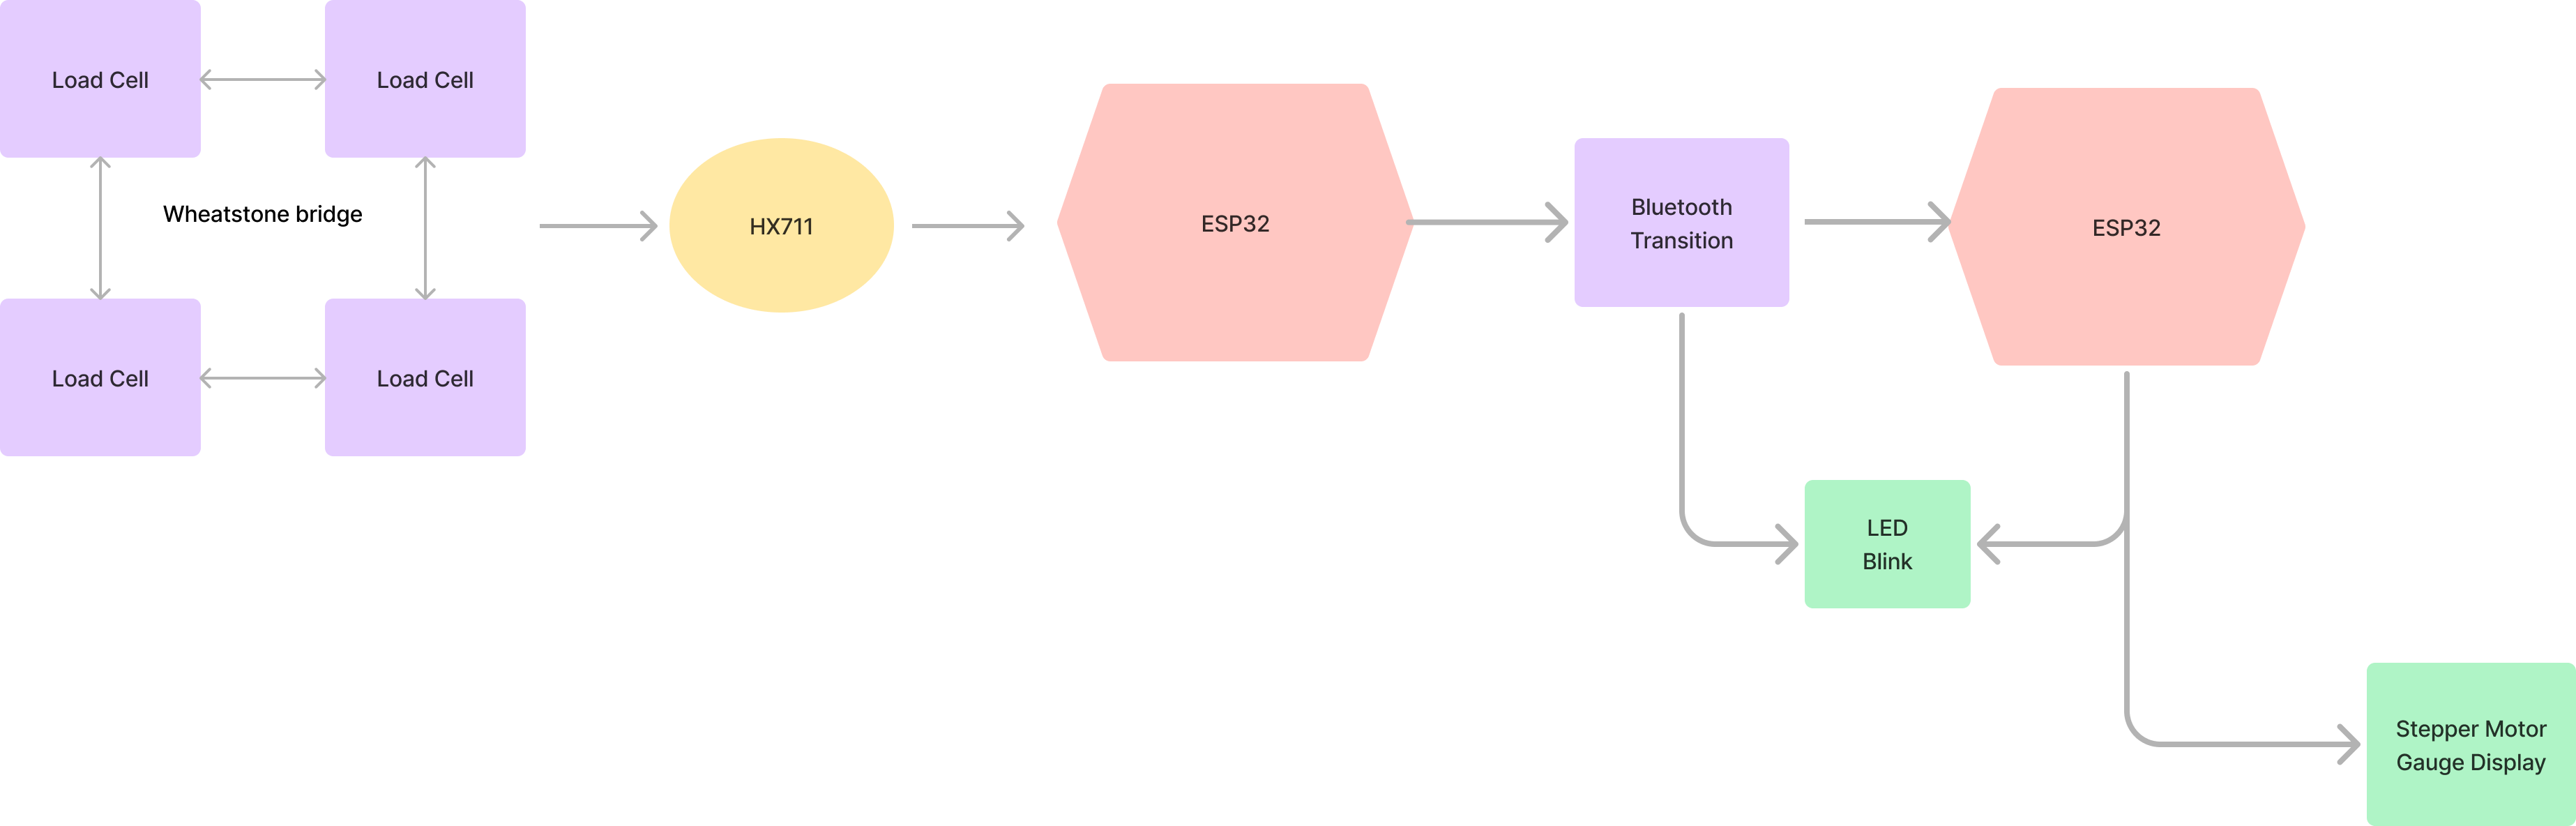 Load Cell
Load Cell
Wheatstone bridge
Load Cell
Load Cell
HX711
ESP32
Bluetooth
Transition
ESP32
LED
Blink
Stepper Motor
Gauge Display